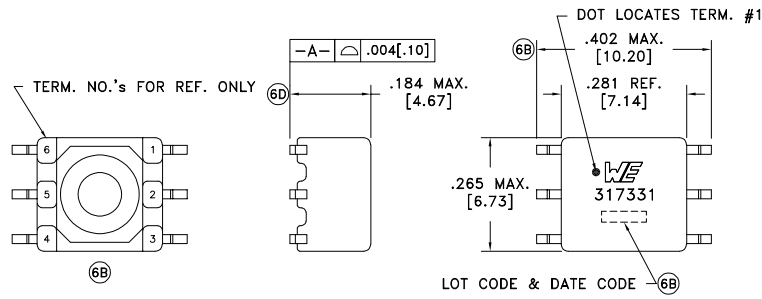 DOT LOCATES TERM. #1
-A- ⌓ .004[.10]
6B
.402 MAX.
[10.20]
TERM. NO.'s FOR REF. ONLY
6D
.184 MAX.
[4.67]
.281 REF.
[7.14]
6
1
5
2
4
3
6B
.265 MAX.
[6.73]
WE
317331
LOT CODE & DATE CODE
6B